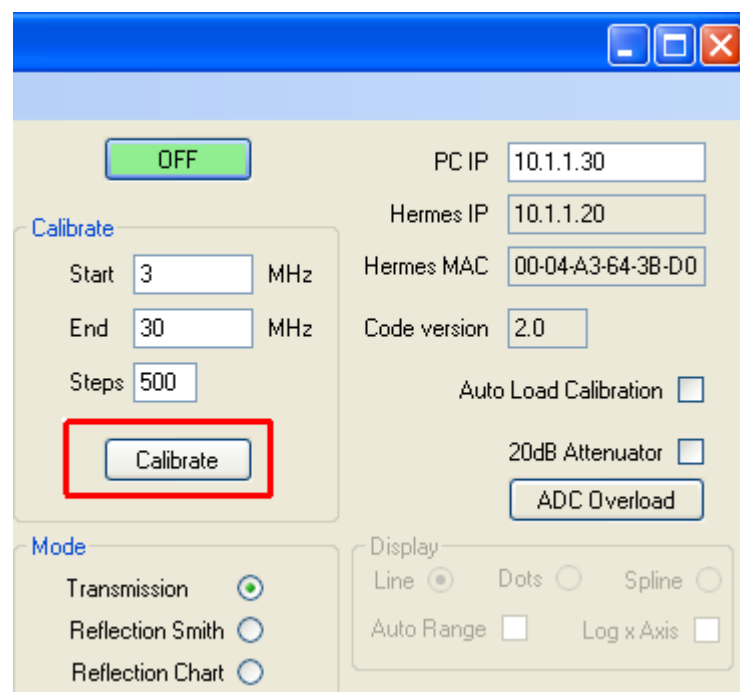 OFF
PC IP 10.1.1.30
Hermes IP 10.1.1.20
Calibrate
Start 3 MHz
Hermes MAC 00-04-A3-64-3B-D0
End 30 MHz
Code version 2.0
Steps 500
Auto Load Calibration
Calibrate
20dB Attenuator
ADC Overload
Mode
Display
Transmission
Line Dots Spline
Reflection Smith
Auto Range Log x Axis
Reflection Chart